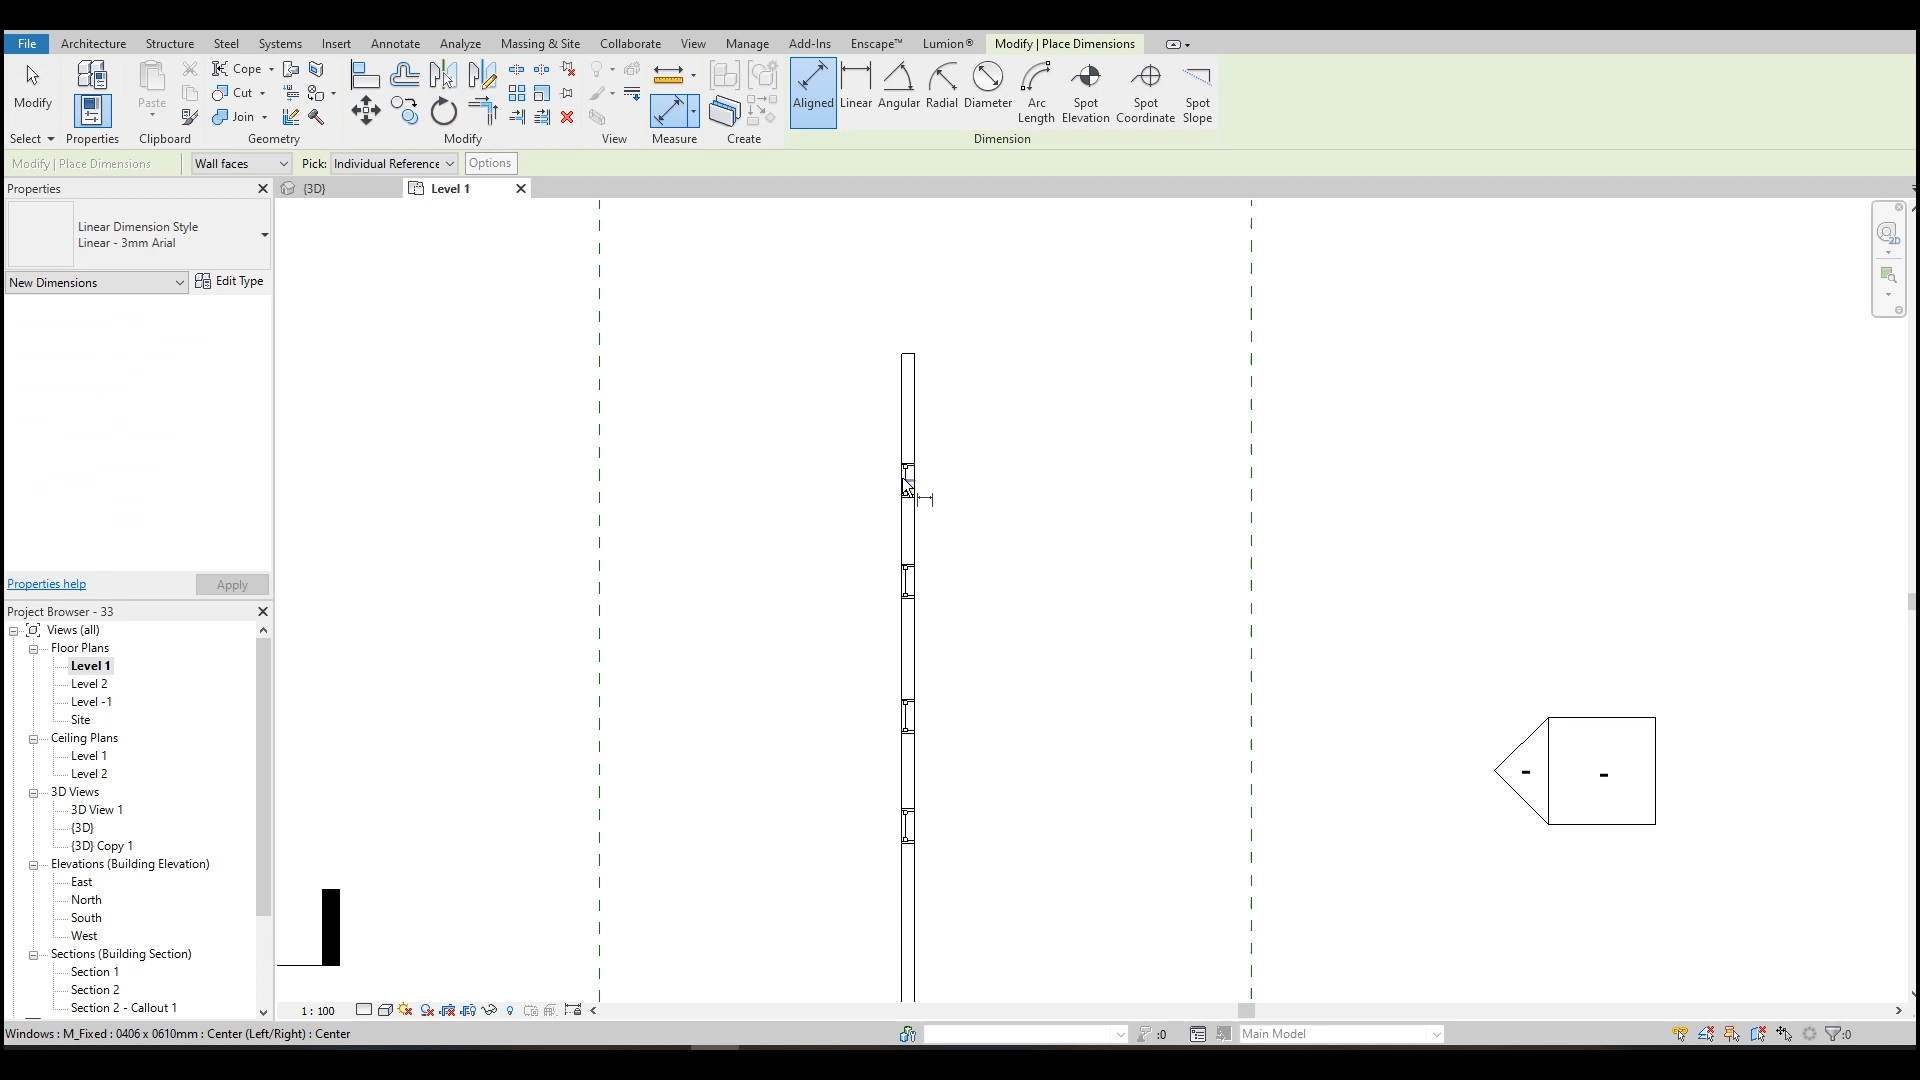 File Architecture Structure Steel Systems Insert Annotate Analyze Massing & Site Collaborate View Manage Add-Ins Enscape™ Lumion® Modify | Place Dimensions
Modify Paste Cope Cut Join Aligned Linear Angular Radial Diameter Arc Length Spot Elevation Spot Coordinate Spot Slope
Select Properties Clipboard Geometry Modify View Measure Create Dimension
Modify | Place Dimensions Wall faces Pick: Individual Reference Options
Properties {3D} Level 1
Linear Dimension Style
Linear - 3mm Arial
New Dimensions Edit Type
Properties help Apply
Project Browser - 33
Views (all)
Floor Plans
Level 1
Level 2
Level -1
Site
Ceiling Plans
Level 1
Level 2
3D Views
3D View 1
{3D}
{3D} Copy 1
Elevations (Building Elevation)
East
North
South
West
Sections (Building Section)
Section 1
Section 2
Section 2 - Callout 1
1 : 100
Windows : M_Fixed : 0406 x 0610mm : Center (Left/Right) : Center :0 Main Model :0
2D
- -